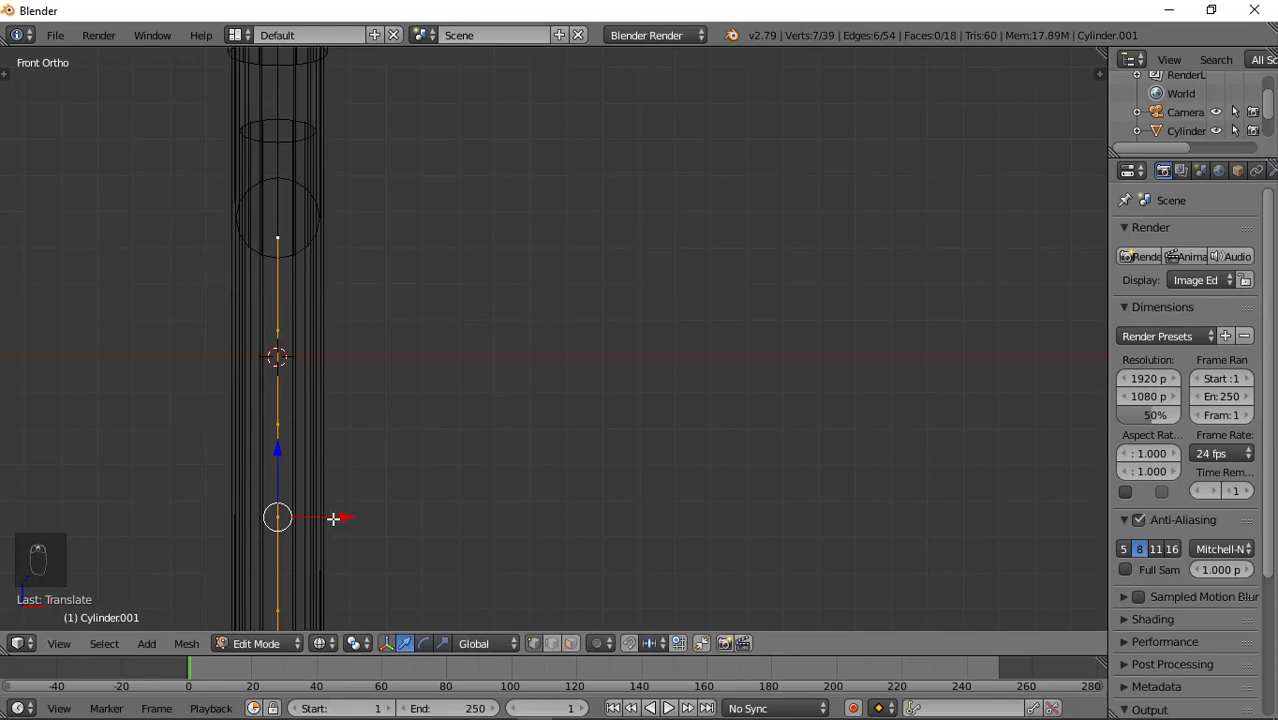 Blender
File Render Window Help Default Scene Blender Render v2.79 | Verts:7/39 | Edges:6/54 | Faces:0/18 | Tris:60 | Mem:17.89M | Cylinder.001
Front Ortho
View Search All Sc
RenderL
World
Camera
Cylinder
Scene
Render
Rende Anima Audio
Display: Image Ed
Dimensions
Render Presets
Resolution: Frame Ran
1920 p Start :1
1080 p En: 250
50% Fram: 1
Aspect Rat... Frame Rate:
: 1.000 24 fps
: 1.000 Time Rem...
1
Anti-Aliasing
5 8 11 16 Mitchell-N
Full Sam 1.000 p
Sampled Motion Blur
Shading
Performance
Post Processing
Metadata
Output
Last: Translate
(1) Cylinder.001
View Select Add Mesh Edit Mode Global
-40 -20 0 20 40 60 80 100 120 140 160 180 200 220 240 260 280
View Marker Frame Playback Start: 1 End: 250 1 No Sync